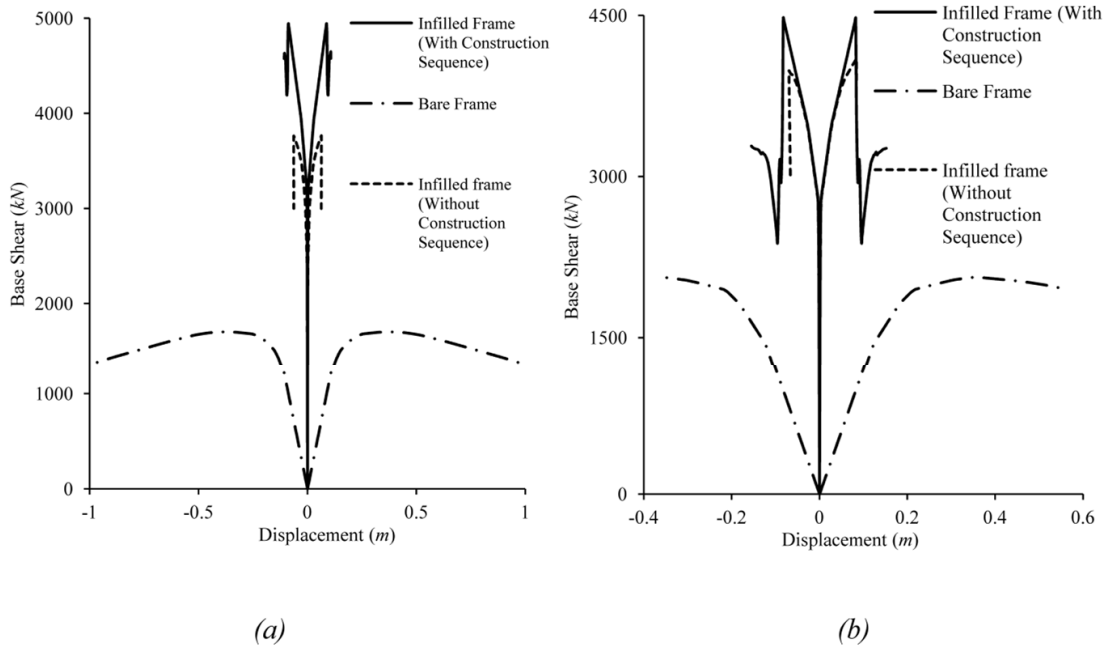 5000
4000
3000
2000
1000
0
Base Shear (kN)
-1
-0.5
0
0.5
1
Displacement (m)
Infilled Frame
(With Construction
Sequence)
Bare Frame
Infilled frame
(Without
Construction
Sequence)
(a)
4500
3000
1500
0
Base Shear (kN)
-0.4
-0.2
0
0.2
0.4
0.6
Displacement (m)
Infilled Frame (With
Construction
Sequence)
Bare Frame
Infilled frame
(Without
Construction
Sequence)
(b)